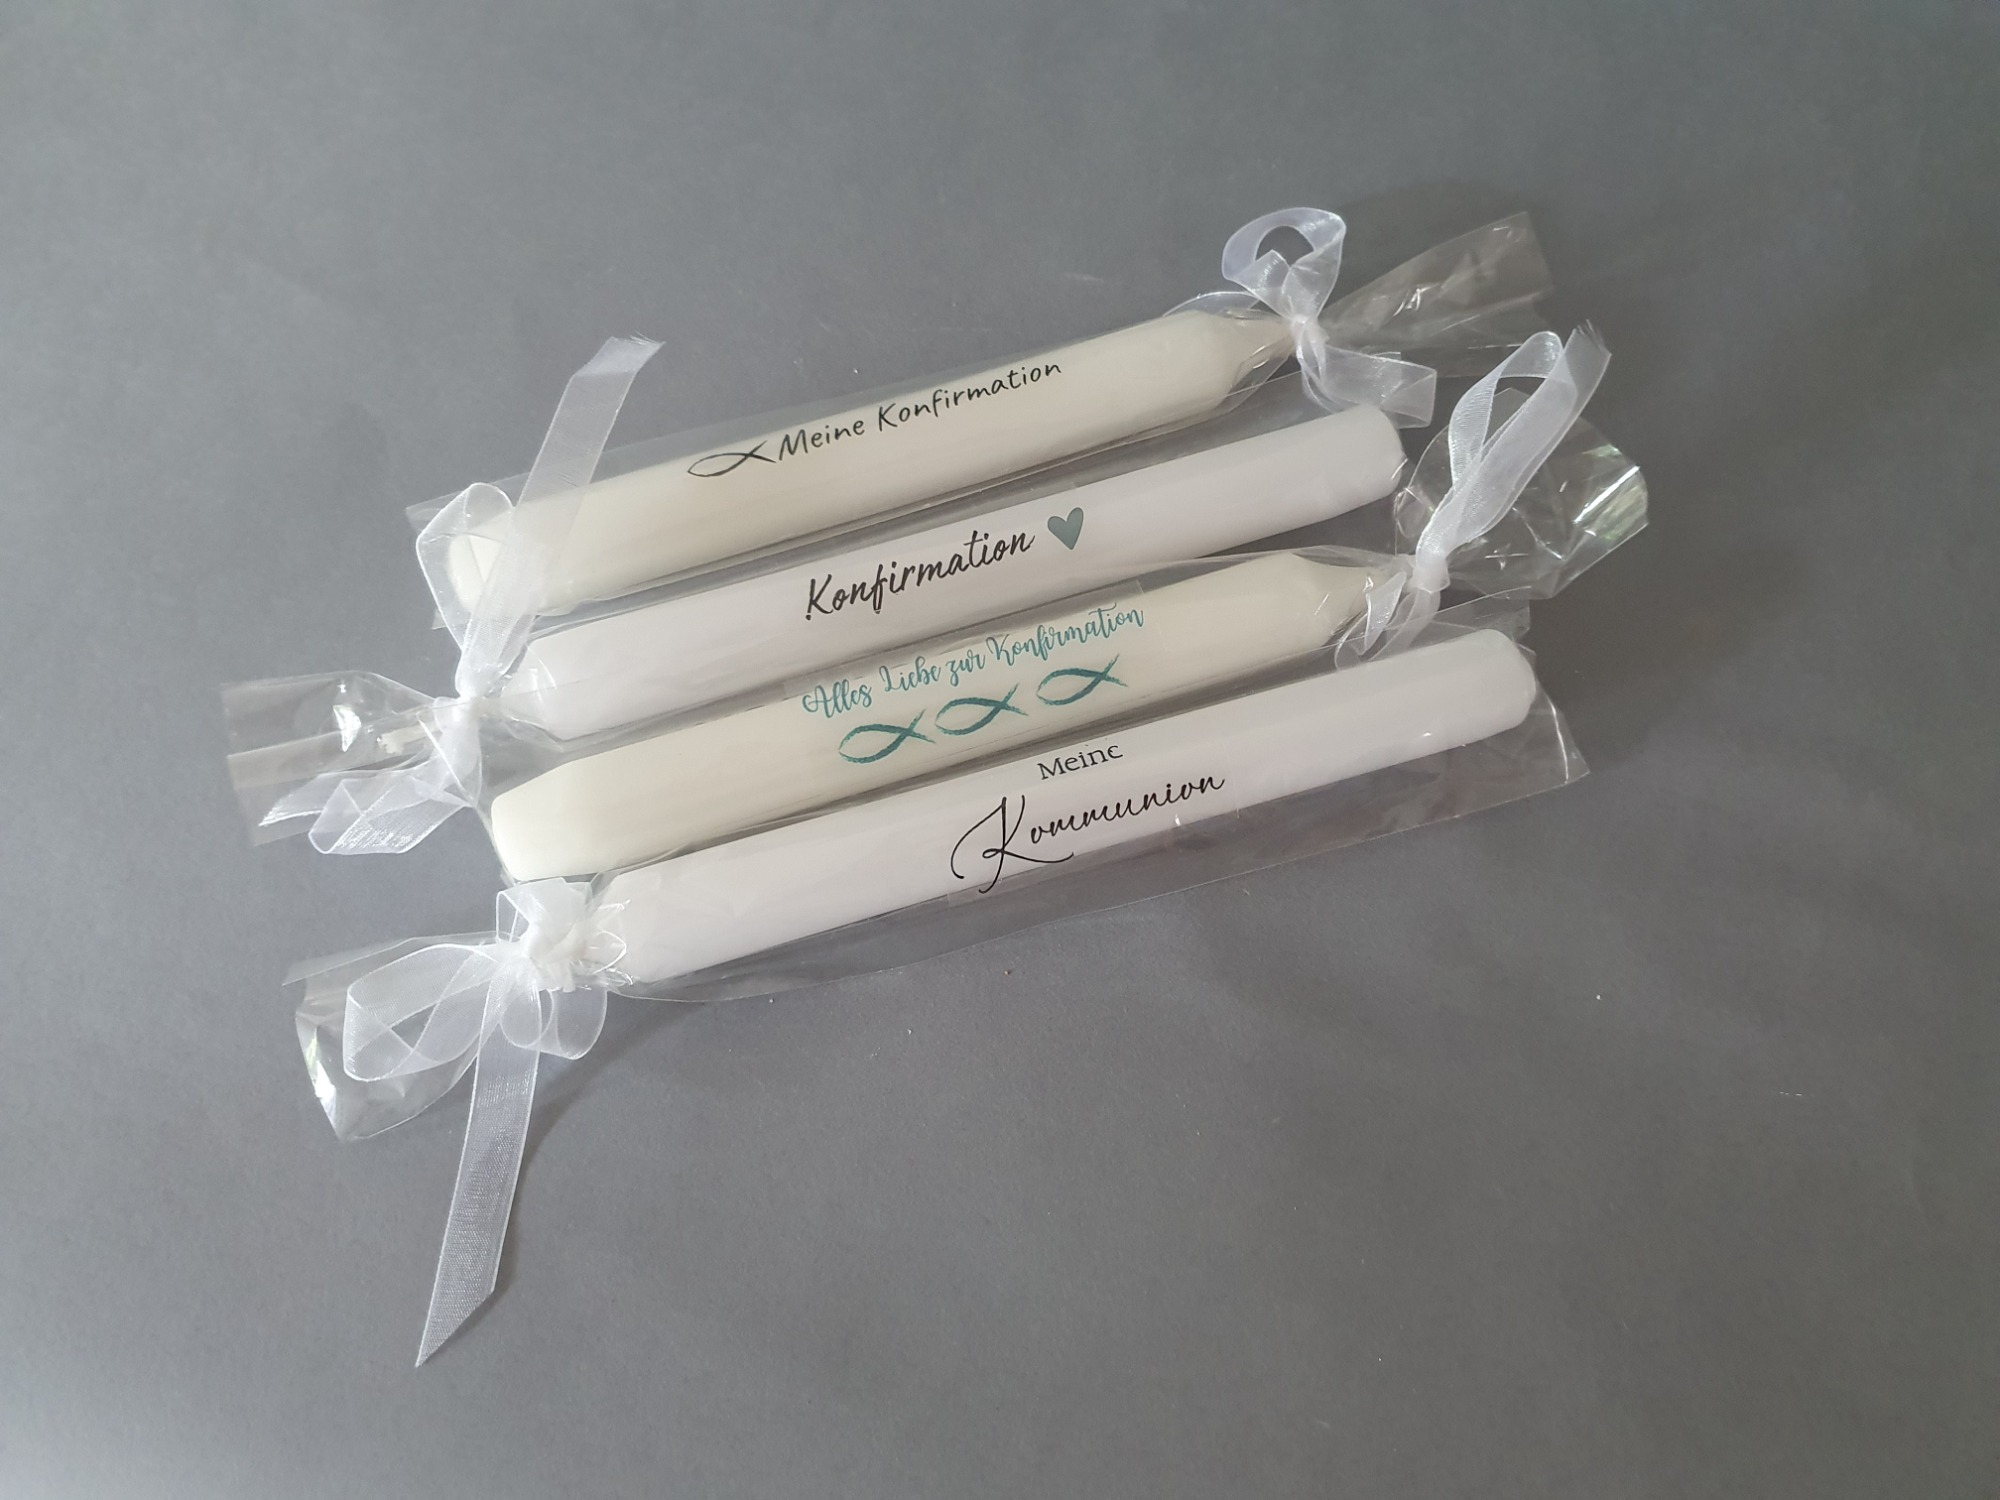 Meine Konfirmation
Konfirmation
Alles Liebe zur Konfirmation
Meine
Kommunion